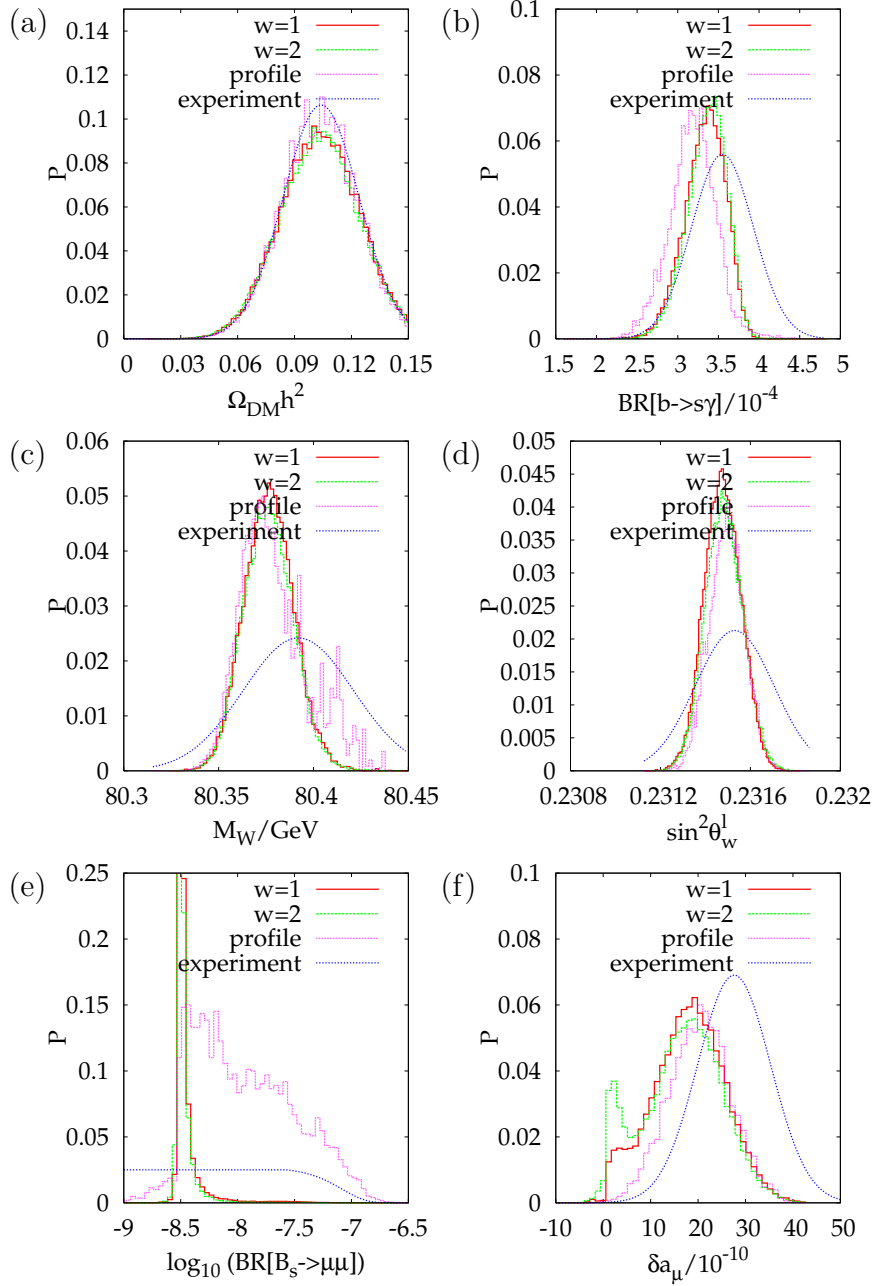 (a)
w=1
w=2
profile
experiment
P
0.14
0.12
0.1
0.08
0.06
0.04
0.02
0
0 0.03 0.06 0.09 0.12 0.15
Ω_DM h²
(b)
w=1
w=2
profile
experiment
P
0.1
0.08
0.06
0.04
0.02
0
1.5 2 2.5 3 3.5 4 4.5 5
BR[b->sγ]/10⁻⁴
(c)
w=1
w=2
profile
experiment
P
0.06
0.05
0.04
0.03
0.02
0.01
0
80.3 80.35 80.4 80.45
M_W/GeV
(d)
w=1
w=2
profile
experiment
P
0.05
0.045
0.04
0.035
0.03
0.025
0.02
0.015
0.01
0.005
0
0.2308 0.2312 0.2316 0.232
sin²θ_w^l
(e)
w=1
w=2
profile
experiment
P
0.25
0.2
0.15
0.1
0.05
0
-9 -8.5 -8 -7.5 -7 -6.5
log₁₀ (BR[B_s->μμ])
(f)
w=1
w=2
profile
experiment
P
0.1
0.08
0.06
0.04
0.02
0
-10 0 10 20 30 40 50
δa_μ/10⁻¹⁰